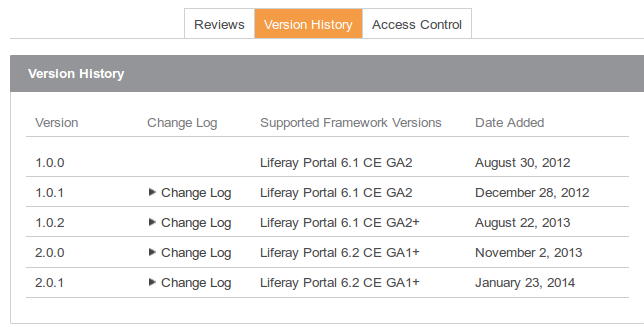 Reviews Version History Access Control
Version History
Version Change Log Supported Framework Versions Date Added
1.0.0 Liferay Portal 6.1 CE GA2 August 30, 2012
1.0.1 Change Log Liferay Portal 6.1 CE GA2 December 28, 2012
1.0.2 Change Log Liferay Portal 6.1 CE GA2+ August 22, 2013
2.0.0 Change Log Liferay Portal 6.2 CE GA1+ November 2, 2013
2.0.1 Change Log Liferay Portal 6.2 CE GA1+ January 23, 2014